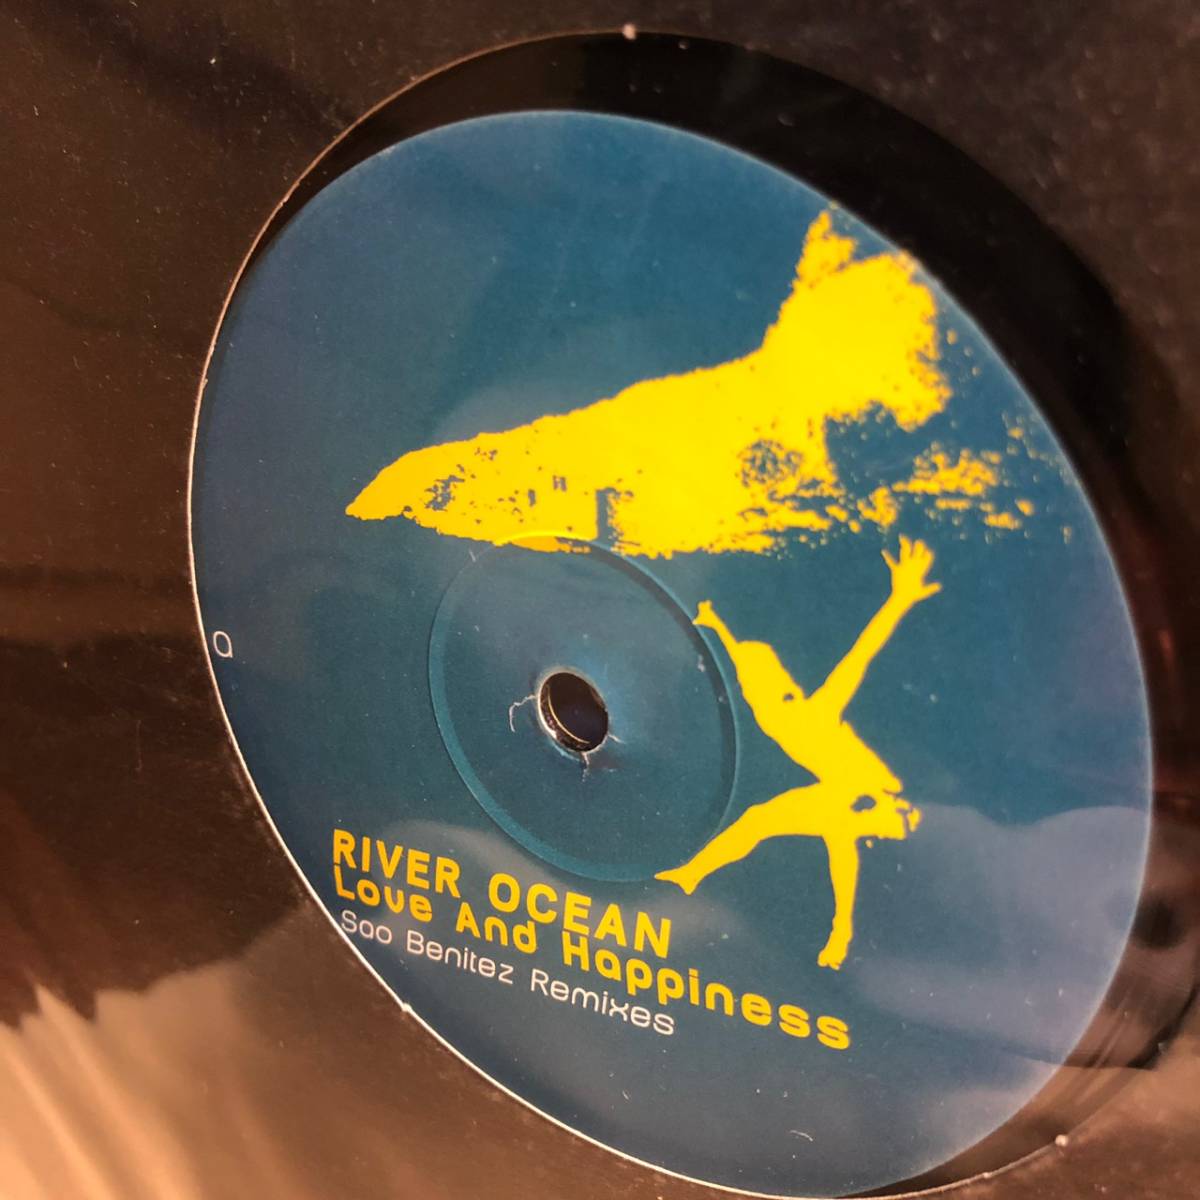 a
RIVER OCEAN
Love And Happiness
Sao Benitez Remixes